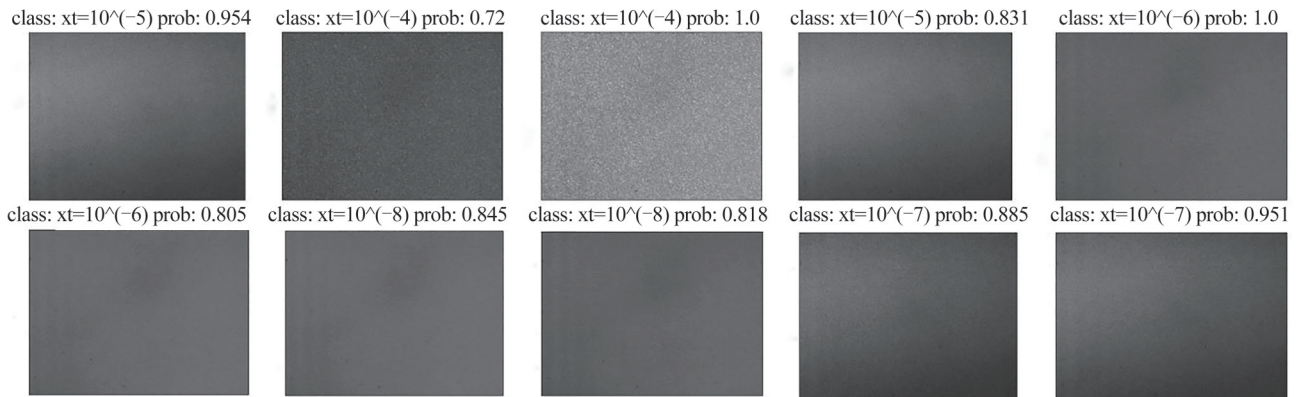 class: xt=10^(−5) prob: 0.954 class: xt=10^(−4) prob: 0.72 class: xt=10^(−4) prob: 1.0 class: xt=10^(−5) prob: 0.831 class: xt=10^(−6) prob: 1.0
class: xt=10^(−6) prob: 0.805 class: xt=10^(−8) prob: 0.845 class: xt=10^(−8) prob: 0.818 class: xt=10^(−7) prob: 0.885 class: xt=10^(−7) prob: 0.951